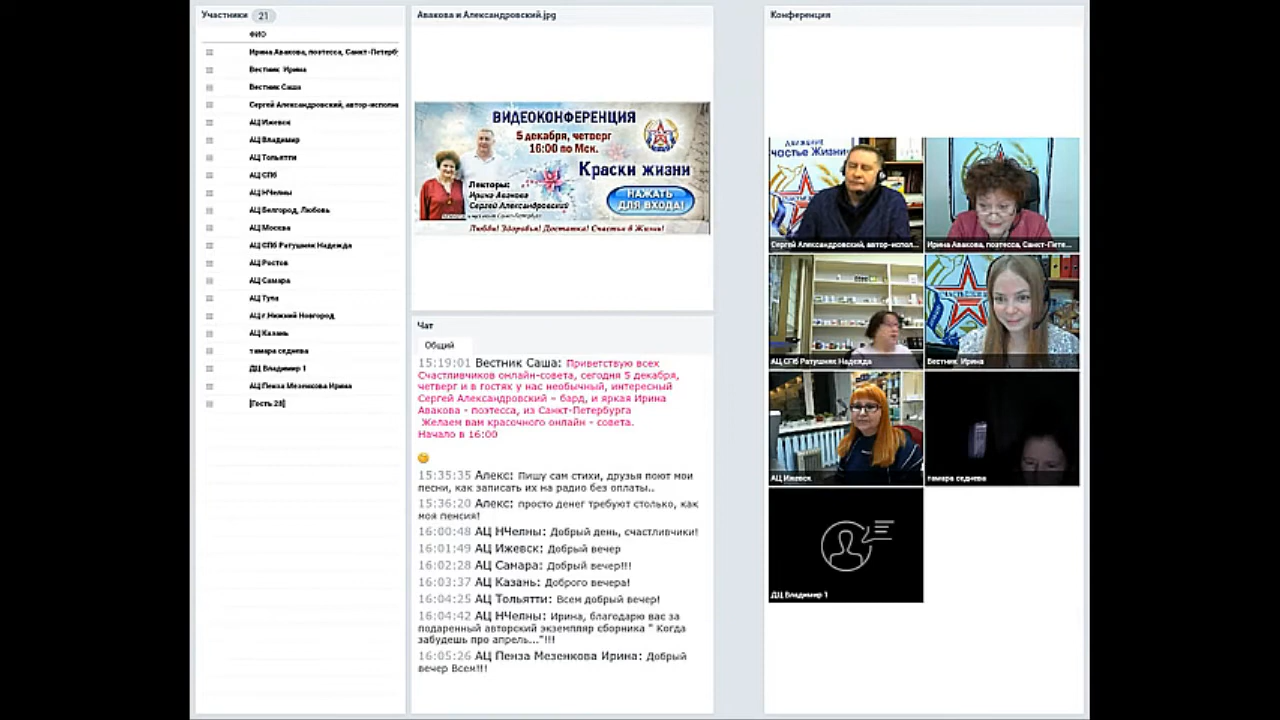 Участники 21
ФИО
Ирина Авакова, поэтесса, Санкт-Петерб
Вестник Ирина
Вестник Саша
Сергей Александровский, автор-исполн
АЦ Ижевск
АЦ Владимир
АЦ Тольятти
АЦ СПб
АЦ НЧелны
АЦ Белгород, Любовь
АЦ Москва
АЦ СПб Ратушняк Надежда
АЦ Ростов
АЦ Самара
АЦ Тула
АЦ г.Нижний Новгород
АЦ Казань
тамара седнева
ДЦ Владимир 1
АЦ Пенза Мезенкова Ирина
[Гость 28]
Авакова и Александровский.jpg
ВИДЕОКОНФЕРЕНЦИЯ
5 декабря, четверг
16:00 по Мск.
Краски жизни
Лекторы:
Ирина Авакова
Сергей Александровский
НАЖАТЬ
ДЛЯ ВХОДА!
Любви! Здоровья! Достатка! Счастья в Жизни!
Чат
Общий
15:19:01 Вестник Саша: Приветствую всех
Счастливчиков онлайн-совета, сегодня 5 декабря,
четверг и в гостях у нас необычный, интересный
Сергей Александровский – бард, и яркая Ирина
Авакова - поэтесса, из Санкт-Петербурга
Желаем вам красочного онлайн - совета.
Начало в 16:00
15:35:35 Алекс: Пишу сам стихи, друзья поют мои
песни, как записать их на радио без оплаты..
15:36:20 Алекс: просто денег требуют столько, как
моя пенсия!
16:00:48 АЦ НЧелны: Добрый день, счастливчики!
16:01:49 АЦ Ижевск: Добрый вечер
16:02:28 АЦ Самара: Добрый вечер!!!
16:03:37 АЦ Казань: Доброго вечера!
16:04:25 АЦ Тольятти: Всем добрый вечер!
16:04:42 АЦ НЧелны: Ирина, благодарю вас за
подаренный авторский экземпляр сборника " Когда
забудешь про апрель..."!!!
16:05:26 АЦ Пенза Мезенкова Ирина: Добрый
вечер Всем!!!
Конференция
ДВИЖЕНИЕ
частье Жизни
Сергей Александровский, автор-испол...
Ирина Авакова, поэтесса, Санкт-Пете...
АЦ СПб Ратушняк Надежда
Вестник Ирина
АЦ Ижевск
тамара седнева
ДЦ Владимир 1